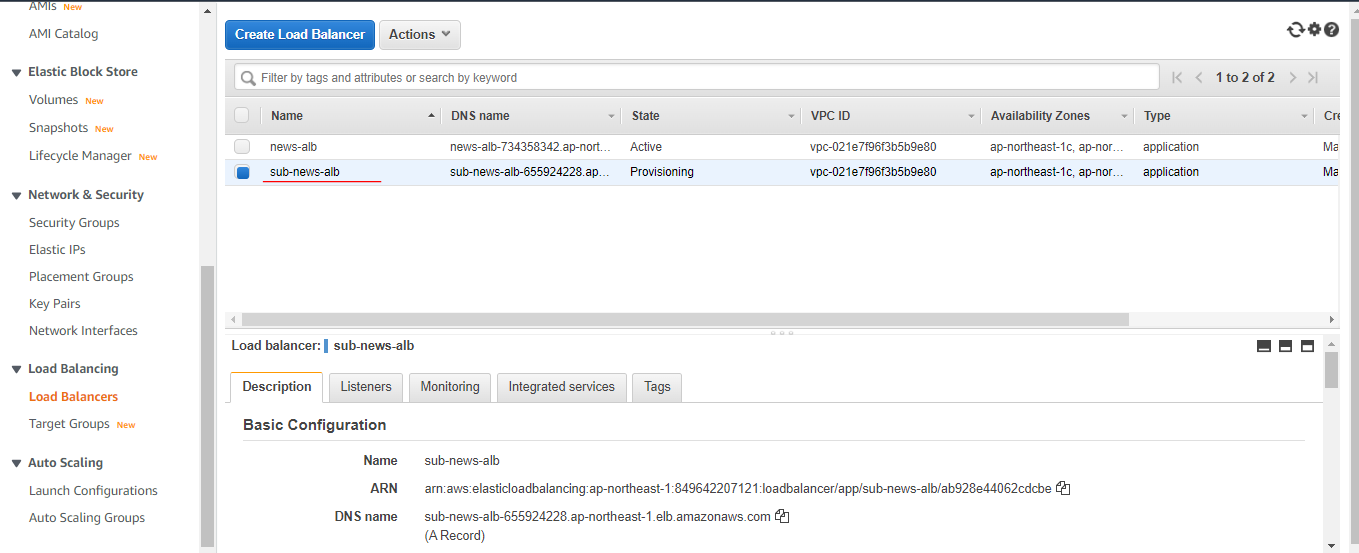 AMIs New
AMI Catalog
Elastic Block Store
Volumes New
Snapshots New
Lifecycle Manager New
Network & Security
Security Groups
Elastic IPs
Placement Groups
Key Pairs
Network Interfaces
Load Balancing
Load Balancers
Target Groups New
Auto Scaling
Launch Configurations
Auto Scaling Groups
Create Load Balancer Actions
Filter by tags and attributes or search by keyword 1 to 2 of 2
Name DNS name State VPC ID Availability Zones Type Cre
news-alb news-alb-734358342.ap-nort... Active vpc-021e7f96f3b5b9e80 ap-northeast-1c, ap-nor... application Ma
sub-news-alb sub-news-alb-655924228.ap... Provisioning vpc-021e7f96f3b5b9e80 ap-northeast-1c, ap-nor... application Ma
Load balancer: sub-news-alb
Description Listeners Monitoring Integrated services Tags
Basic Configuration
Name sub-news-alb
ARN arn:aws:elasticloadbalancing:ap-northeast-1:849642207121:loadbalancer/app/sub-news-alb/ab928e44062cdcbe
DNS name sub-news-alb-655924228.ap-northeast-1.elb.amazonaws.com
(A Record)